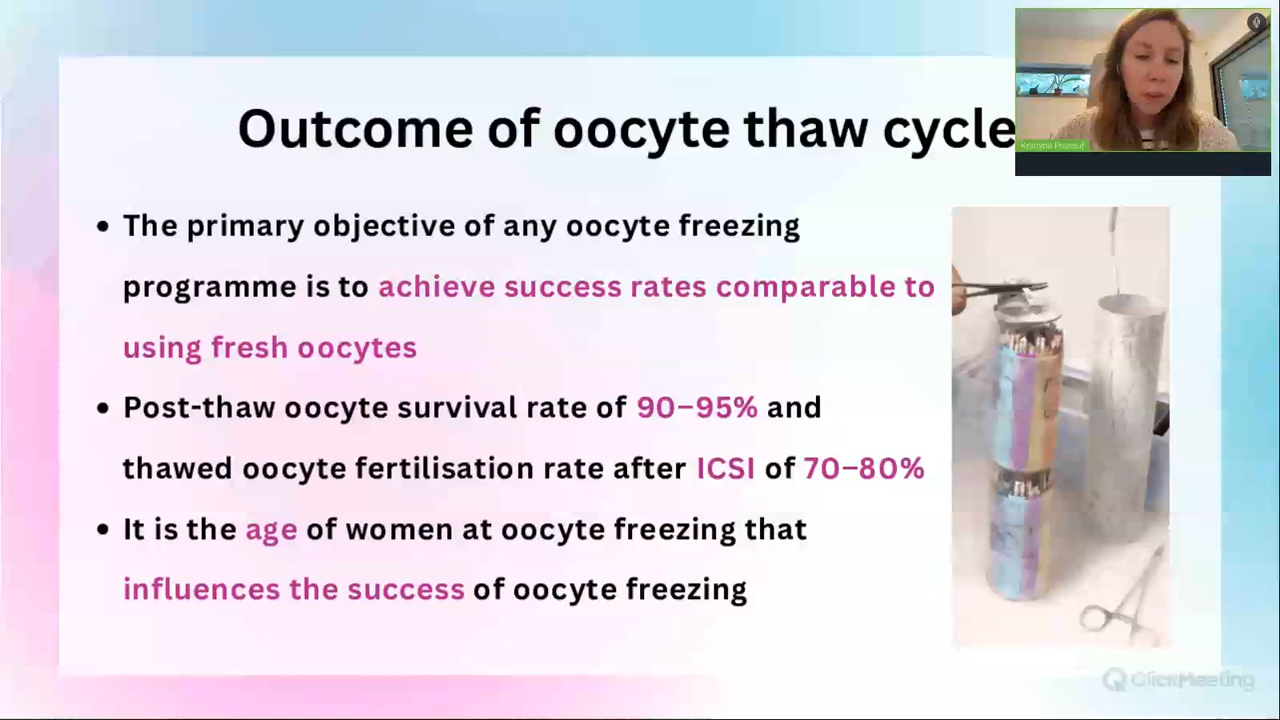 Outcome of oocyte thaw cycle
Kristyna
• The primary objective of any oocyte freezing
programme is to achieve success rates comparable to
using fresh oocytes
• Post-thaw oocyte survival rate of 90–95% and
thawed oocyte fertilisation rate after ICSI of 70–80%
• It is the age of women at oocyte freezing that
influences the success of oocyte freezing
ClickMeeting